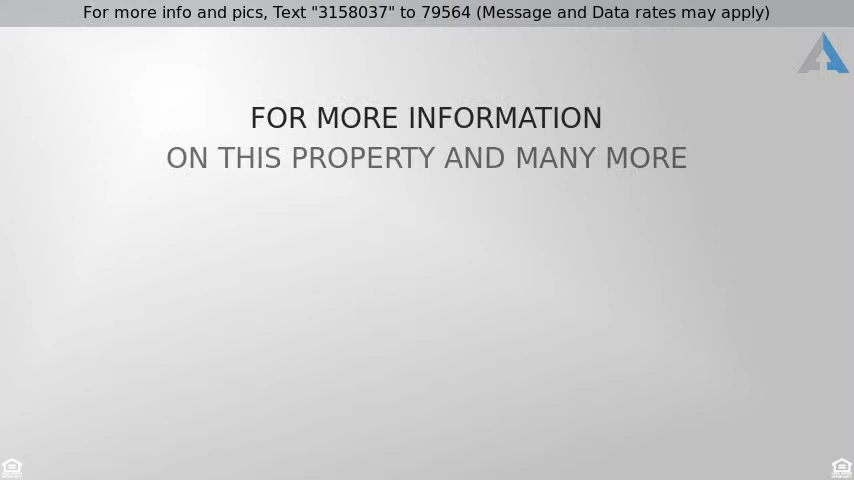 For more info and pics, Text "3158037" to 79564 (Message and Data rates may apply)
FOR MORE INFORMATION
ON THIS PROPERTY AND MANY MORE